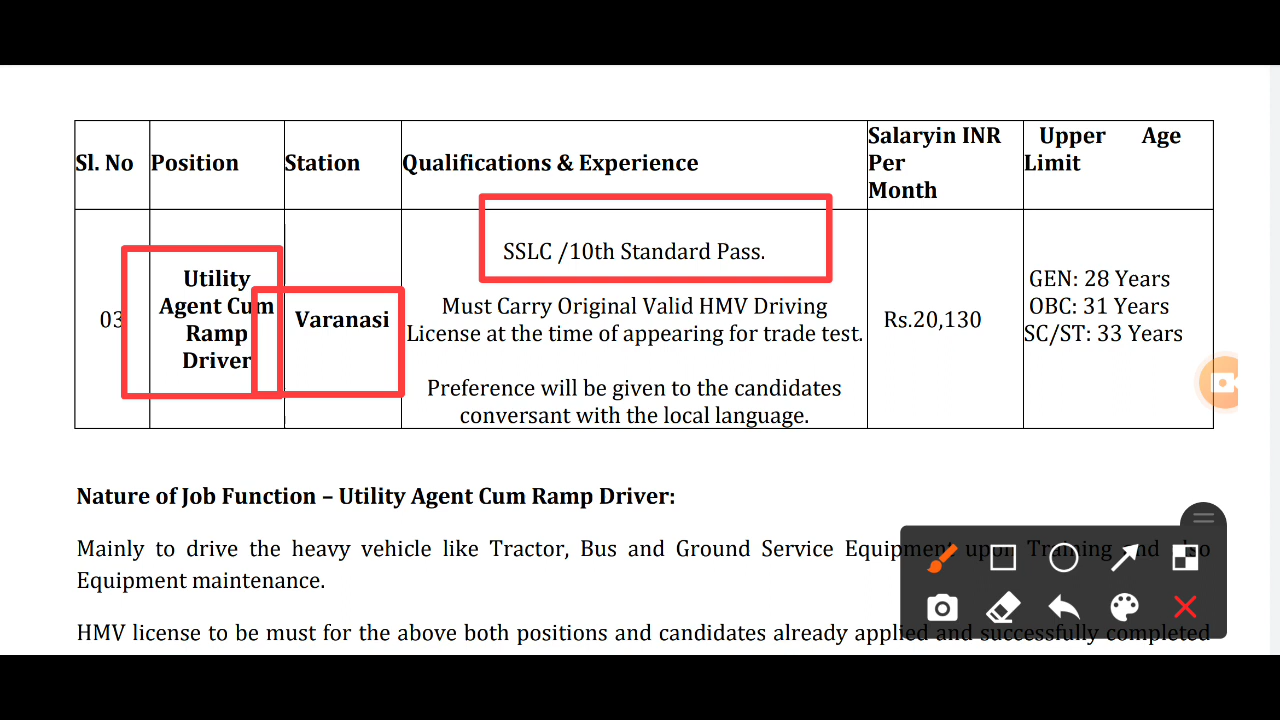 Sl. No
Position
Station
Qualifications & Experience
Salaryin INR
Per
Month
Upper Age
Limit
03
Utility
Agent Cum
Ramp
Driver
Varanasi
SSLC /10th Standard Pass.
Must Carry Original Valid HMV Driving
License at the time of appearing for trade test.
Preference will be given to the candidates
conversant with the local language.
Rs.20,130
GEN: 28 Years
OBC: 31 Years
SC/ST: 33 Years
Nature of Job Function – Utility Agent Cum Ramp Driver:
Mainly to drive the heavy vehicle like Tractor, Bus and Ground Service Equipment upon Training and also
Equipment maintenance.
HMV license to be must for the above both positions and candidates already applied and successfully completed